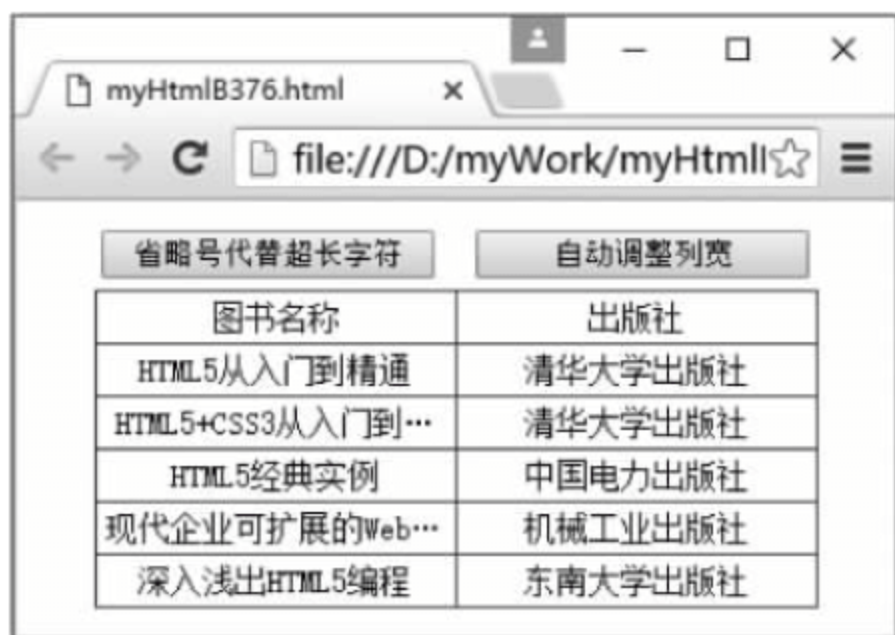 myHtmlB376.html
file:///D:/myWork/myHtml
省略号代替超长字符 自动调整列宽
图书名称 出版社
HTML5从入门到精通 清华大学出版社
HTML5+CSS3从入门到… 清华大学出版社
HTML5经典实例 中国电力出版社
现代企业可扩展的Web… 机械工业出版社
深入浅出HTML5编程 东南大学出版社